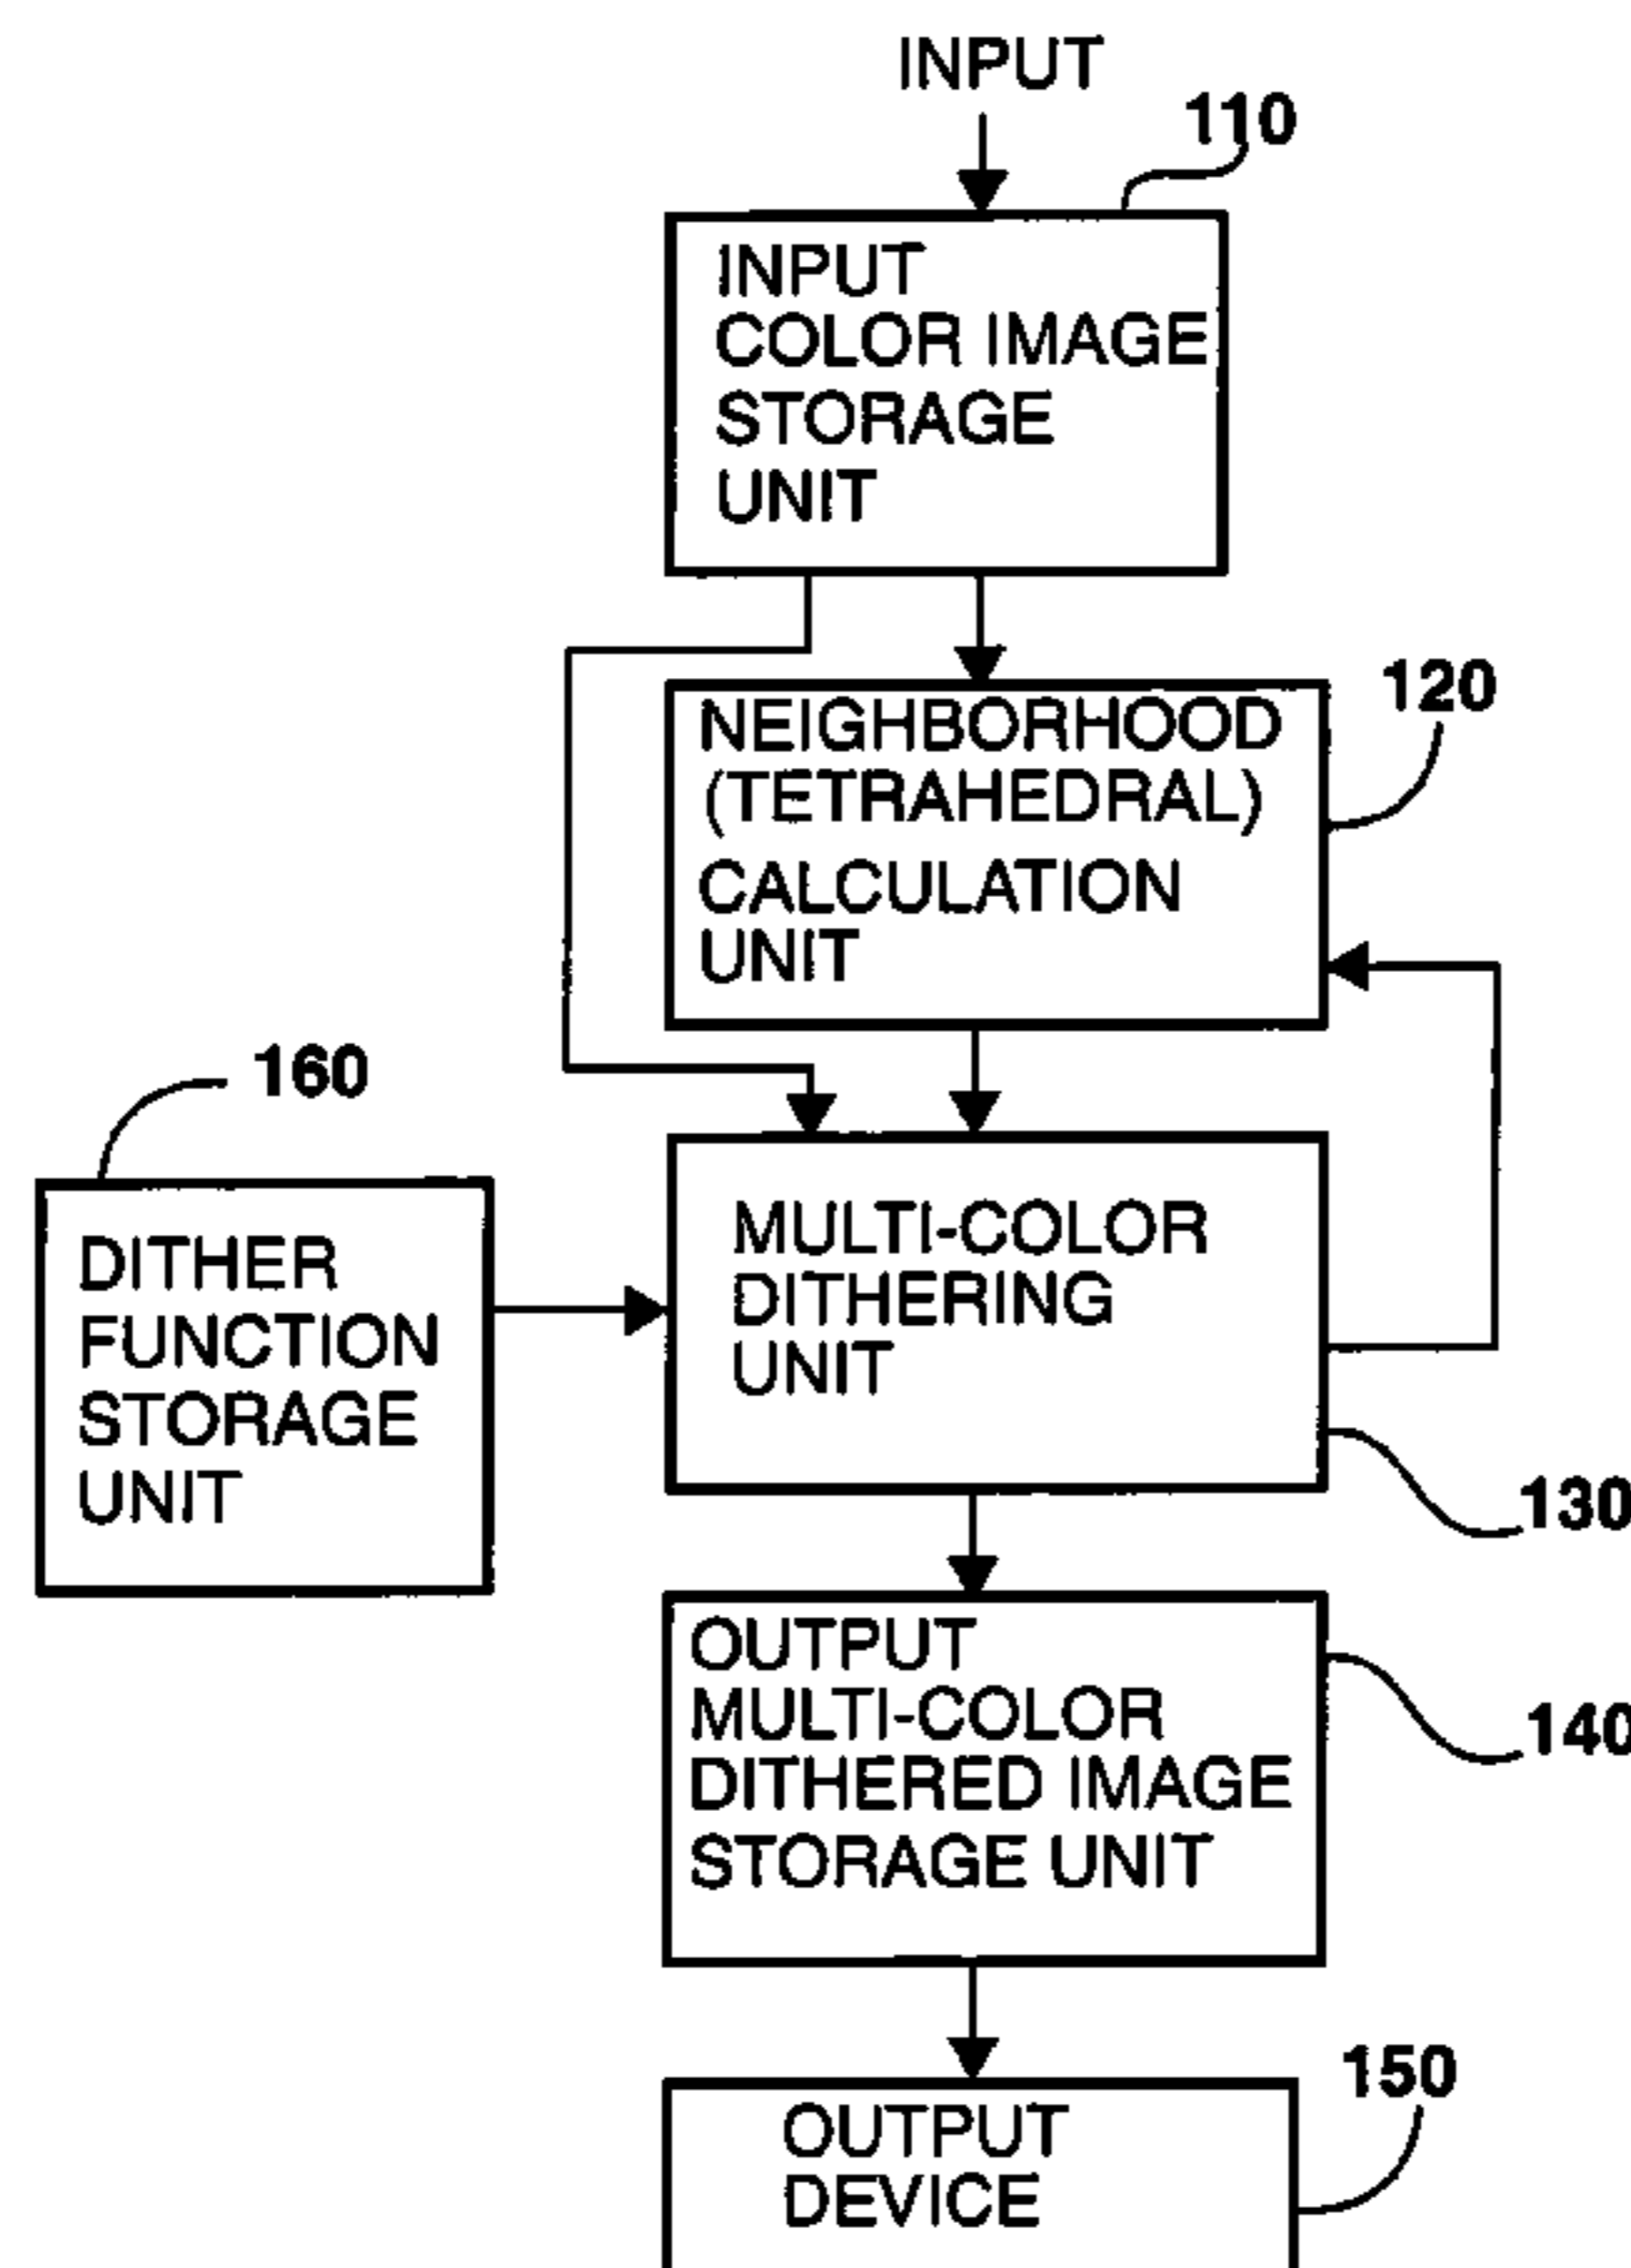 INPUT
110
INPUT
COLOR IMAGE
STORAGE
UNIT
120
NEIGHBORHOOD
(TETRAHEDRAL)
CALCULATION
UNIT
160
DITHER
FUNCTION
STORAGE
UNIT
MULTI-COLOR
DITHERING
UNIT
130
OUTPUT
MULTI-COLOR
DITHERED IMAGE
STORAGE UNIT
140
150
OUTPUT
DEVICE